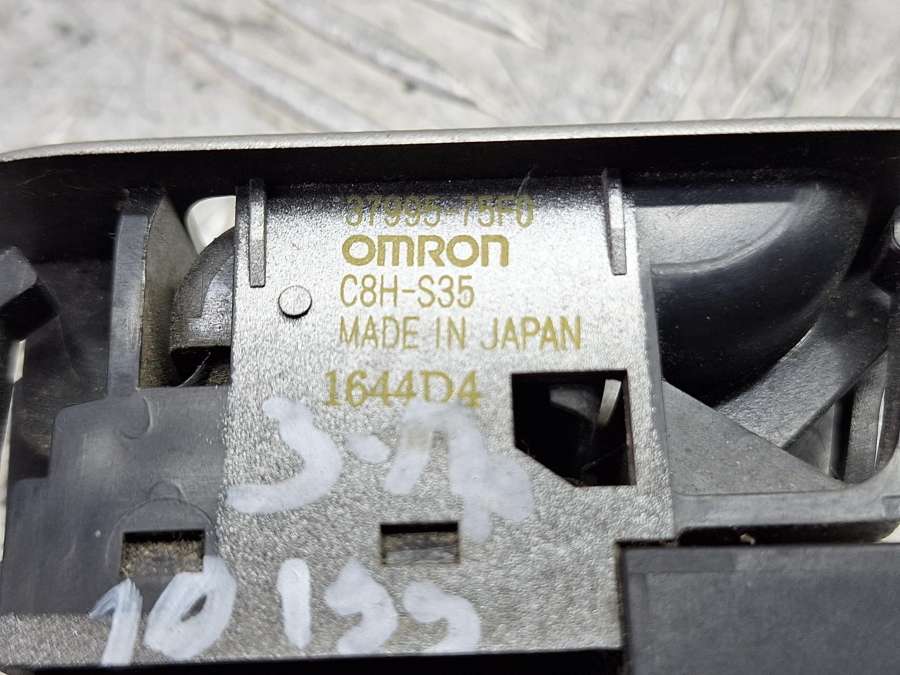 37995-75F0
OMRON
C8H-S35
MADE IN JAPAN
1644D4